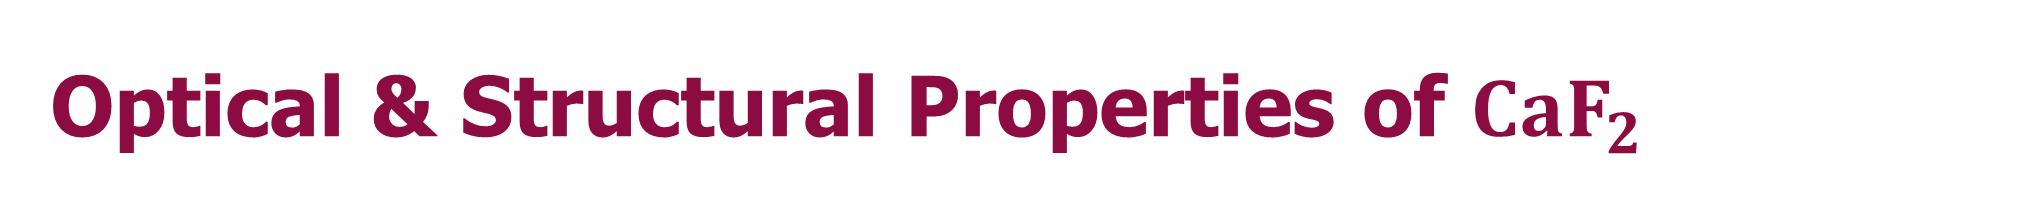 Optical & Structural Properties of CaF₂